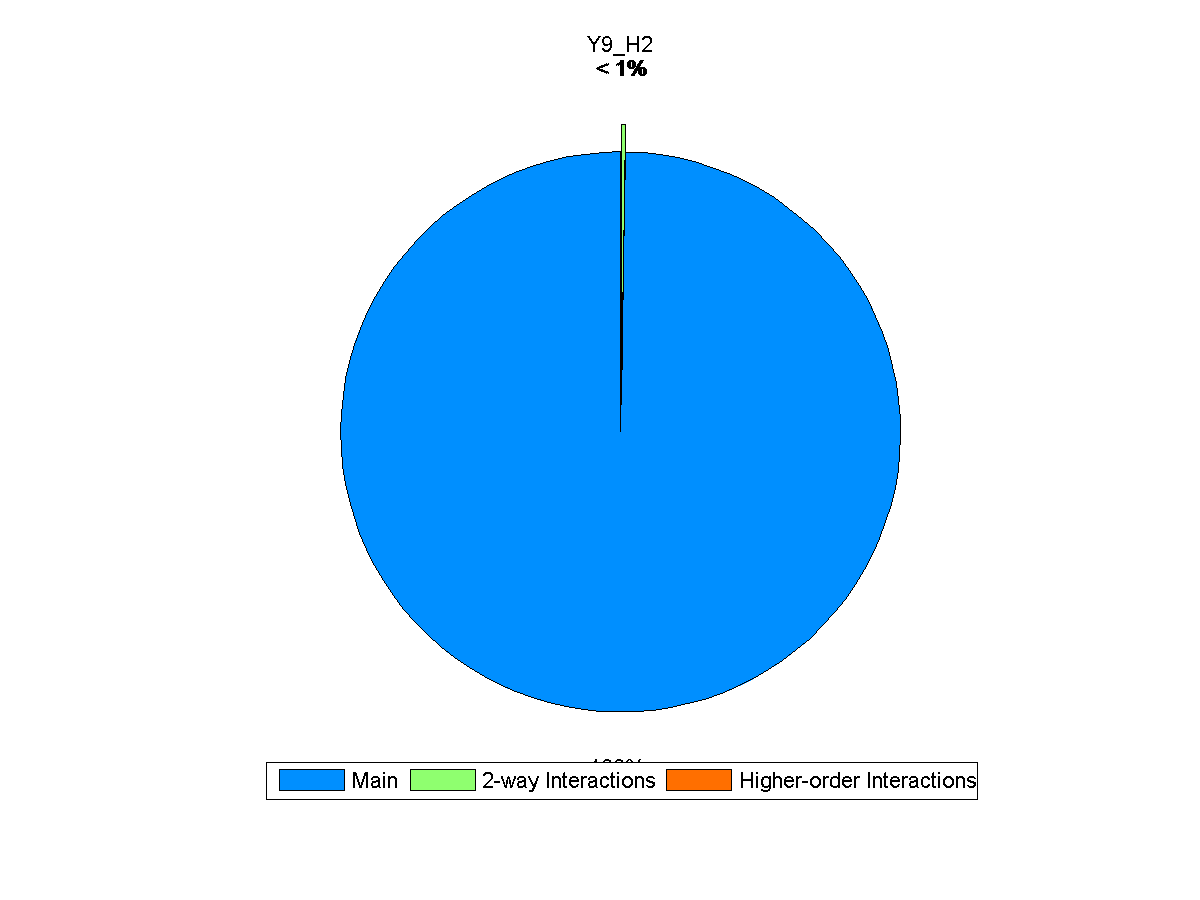 Y9_H2
< 1%
Main
2-way Interactions
Higher-order Interactions